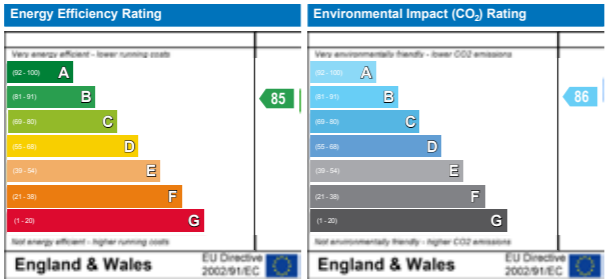 Energy Efficiency Rating
Very energy efficient - lower running costs
(92 - 100) A
(81 - 91) B
(69 - 80) C
(55 - 68) D
(39 - 54) E
(21 - 38) F
(1 - 20) G
85
Not energy efficient - higher running costs
England & Wales
EU Directive
2002/91/EC
Environmental Impact (CO₂) Rating
Very environmentally friendly - lower CO2 emissions
(92 - 100) A
(81 - 91) B
(69 - 80) C
(55 - 68) D
(39 - 54) E
(21 - 38) F
(1 - 20) G
86
Not environmentally friendly - higher CO2 emissions
England & Wales
EU Directive
2002/91/EC